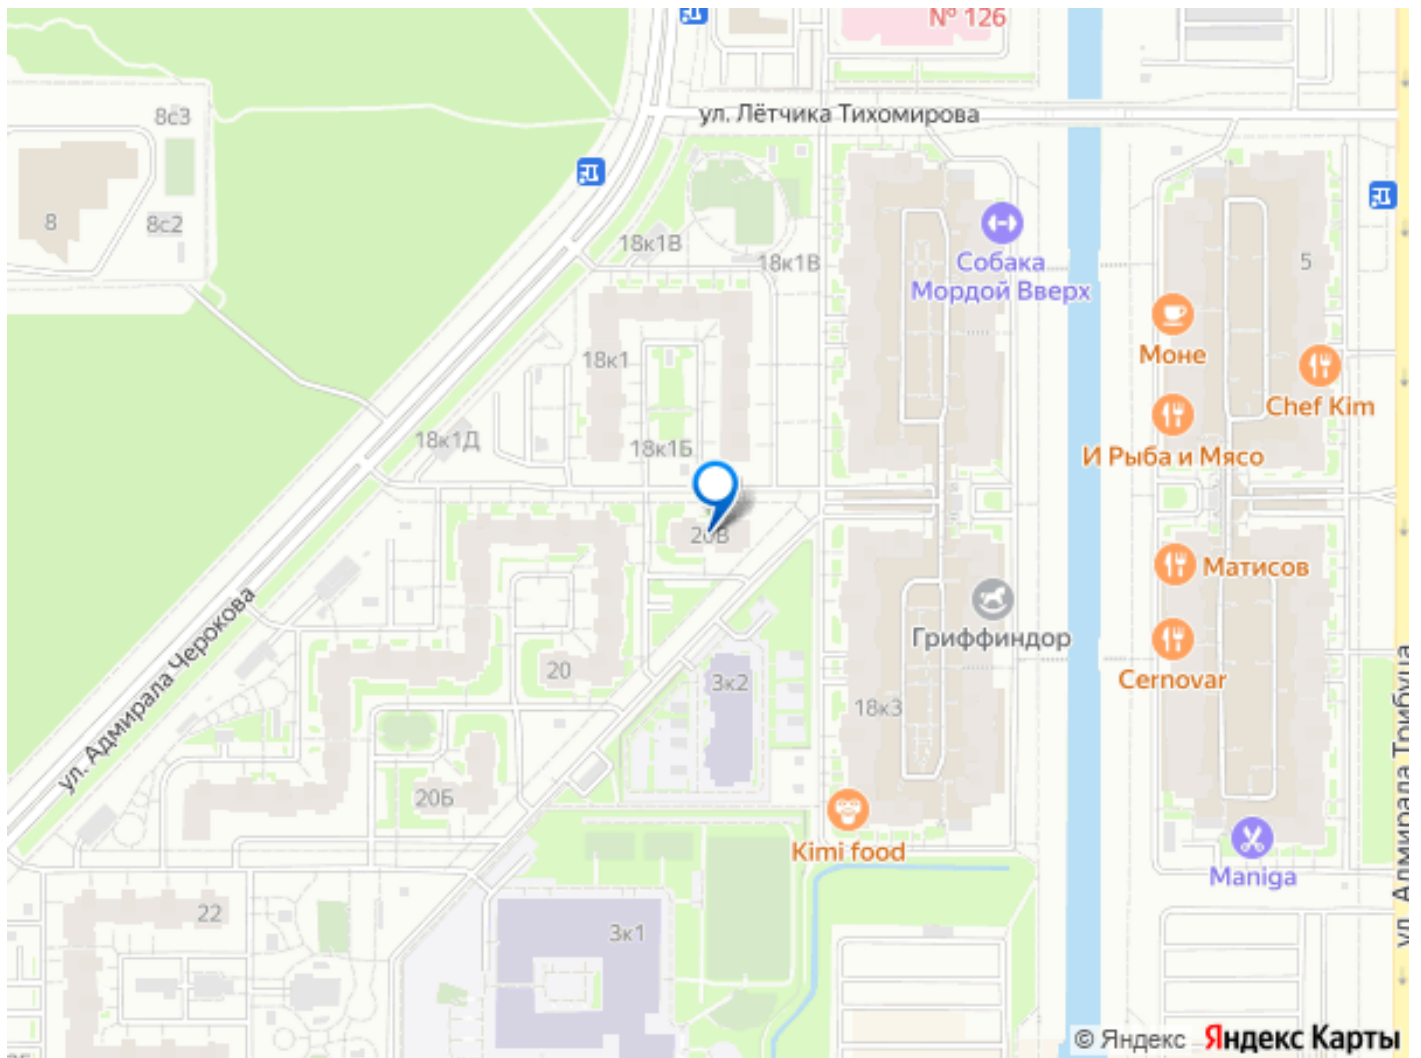 № 126
ул. Лётчика Тихомирова
8с3
8
8с2
18к1В
18к1В
Собака
Мордой Вверх
5
Моне
18к1
Chef Kim
18к1Д
18к1Б
И Рыба и Мясо
20В
Матисов
ул. Адмирала Черокова
Гриффиндор
20
3к2
Cernovar
18к3
20Б
Kimi food
Maniga
ул. Адмирала Трибуца
22
3к1
© Яндекс Яндекс Карты